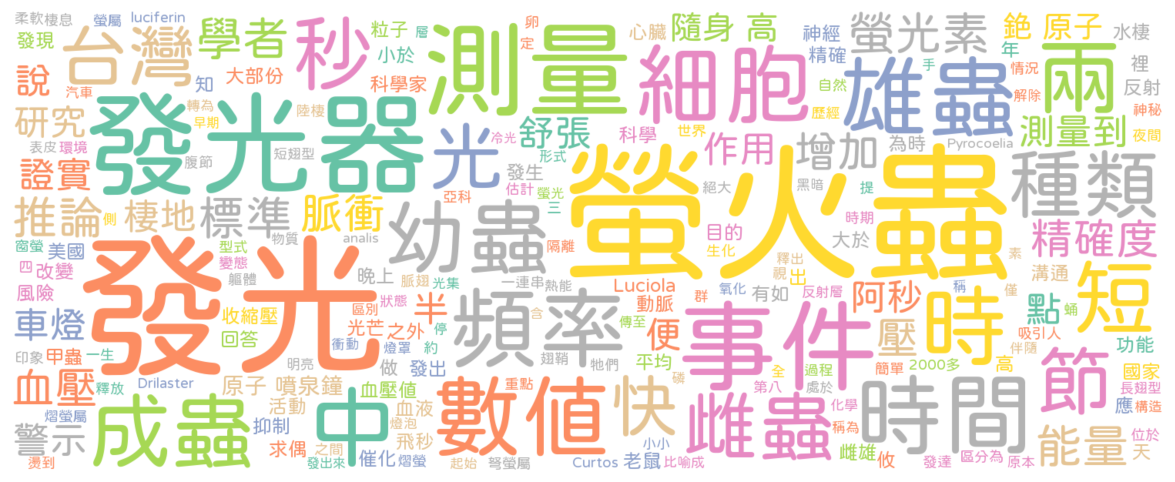 柔軟 棲息 螢屬 luciferin
發現 台灣 學者 秒 粒子 層
小於 測量 卵 定 心臟 隨身 高 神經 精確 螢光素 銫 原子 年 水棲
說 汽車 大部份 知 科學家 細胞 雄蟲 手 情況 兩 裡 反射
研究 轉為 早期 陸棲 自然 歷經 解除 神秘
表皮 環境 發光器 腹節 短翅型 光 冷光 舒張 科學 世界 作用 增加 為時 Pyrocoelia 測量到 夜間
證實 形式 發生 絕大 黑暗 提 種類
推論 棲地 標準 脈衝 幼蟲 亞科 估計 螢光 三 螢火蟲 時期
側 物質 analis 隔離 目的 生化 大於 精確度
窗螢 美國 型式 四 改變 變態 軀體 晚上 脈翅 光集 一連串 熱能 釋出 覗 出 素 溝通
風險 發光 狀態 區別 半 頻率 Luciola 動脈 群 氧化 有如 反射層 阿秒 稱 僅 點 蛹 短
車燈 收縮壓 回答 光芒 之外 停 含 傳至 便 事件 時 吸引人
印象 甲蟲 一生 明亮 衝動 燈罩 約 做 發出 翅鞘 牠們 平均 壓 伴隨 功能
血壓 釋放 Drilaster 原子 噴泉鐘 血壓值 重點 數值 磷 快 全 第八 過程 處於 簡單 2000多 高 節 國家 長翅型
熠螢屬 成蟲 活動 抑制 中 血液 燈泡 雌蟲 化學 稱為 時間 應 構造
警示 求偶 之間 飛秒 小小 雌雄 能量 位於 天
燙到 發出來 催化 熠螢 起始 弩螢屬 Curtos 老鼠 比喻成 攸 發達 區分為 原本